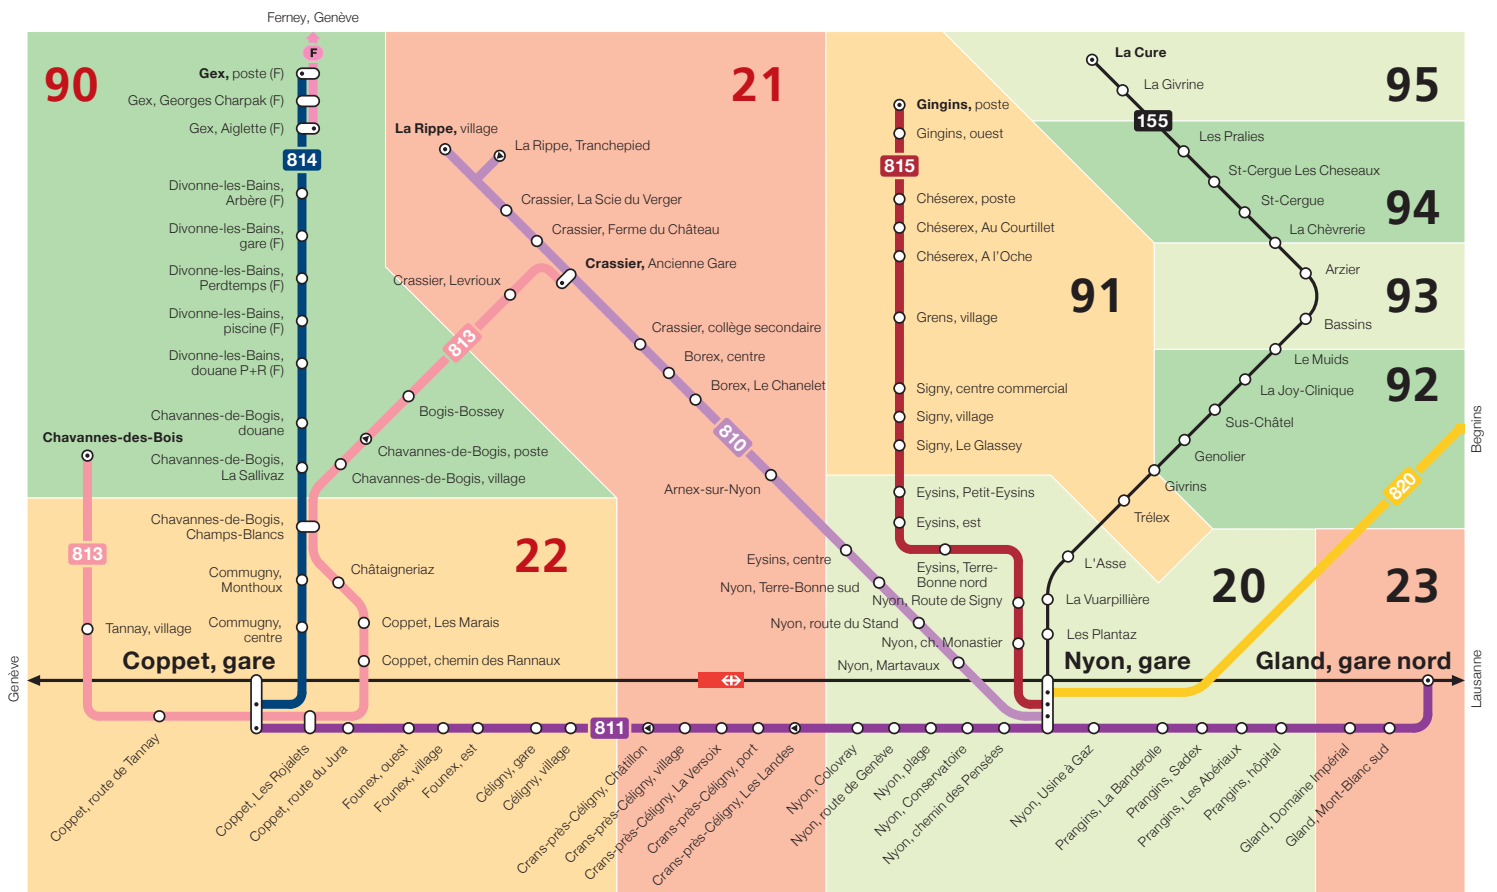 Ferney, Genève
F
90
21
95
94
93
92
91
22
20
23
Gex, poste (F)
Gex, Georges Charpak (F)
Gex, Aiglette (F)
814
Divonne-les-Bains,
Arbère (F)
Divonne-les-Bains,
gare (F)
Divonne-les-Bains,
Perdtemps (F)
Divonne-les-Bains,
piscine (F)
Divonne-les-Bains,
douane P+R (F)
Chavannes-de-Bogis,
douane
Chavannes-des-Bois
Chavannes-de-Bogis,
La Sallivaz
Chavannes-de-Bogis,
Champs-Blancs
813
Commugny,
Monthoux
Tannay, village
Commugny,
centre
Coppet, gare
Genève
La Rippe, village
La Rippe, Tranchepied
Crassier, La Scie du Verger
Crassier, Ferme du Château
Crassier, Ancienne Gare
Crassier, Levrioux
813
Bogis-Bossey
Chavannes-de-Bogis, poste
Chavannes-de-Bogis, village
Châtaigneriaz
Coppet, Les Marais
Coppet, chemin des Rannaux
Crassier, collège secondaire
Borex, centre
Borex, Le Chanelet
810
Arnex-sur-Nyon
Eysins, centre
Nyon, Terre-Bonne sud
Nyon, route du Stand
Nyon, Martavaux
Gingins, poste
Gingins, ouest
815
Chéserex, poste
Chéserex, Au Courtillet
Chéserex, A l'Oche
Grens, village
Signy, centre commercial
Signy, village
Signy, Le Glassey
Eysins, Petit-Eysins
Eysins, est
Eysins, Terre-
Bonne nord
Nyon, Route de Signy
Nyon, ch. Monastier
La Cure
La Givrine
155
Les Pralies
St-Cergue Les Cheseaux
St-Cergue
La Chèvrerie
Arzier
Bassins
Le Muids
La Joy-Clinique
Sus-Châtel
Genolier
Givrins
Trélex
L'Asse
La Vuarpillière
Les Plantaz
Nyon, gare
820
Begnins
Gland, gare nord
Lausanne
811
Coppet, route de Tannay
Coppet, Les Rojalets
Coppet, route du Jura
Founex, ouest
Founex, village
Founex, est
Céligny, gare
Céligny, village
Crans-près-Céligny, Châtillon
Crans-près-Céligny, village
Crans-près-Céligny, La Versoix
Crans-près-Céligny, port
Crans-près-Céligny, Les Landes
Nyon, Colovray
Nyon, route de Genève
Nyon, plage
Nyon, Conservatoire
Nyon, chemin des Pensées
Nyon, Usine à Gaz
Prangins, La Banderolle
Prangins, Sadex
Prangins, Les Abériaux
Prangins, hôpital
Gland, Domaine Impérial
Gland, Mont-Blanc sud